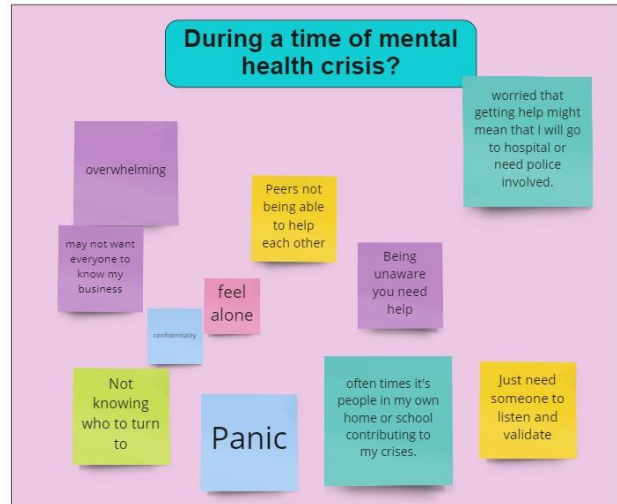 During a time of mental
health crisis?
worried that
getting help might
mean that I will go
to hospital or
need police
involved.
overwhelming
Peers not
being able
to help
each other
may not want
everyone to
know my
business
Being
unaware
you need
help
feel
alone
confidentiality
Not
knowing
who to turn
to
Panic
often times it's
people in my own
home or school
contributing to
my crises.
Just need
someone to
listen and
validate